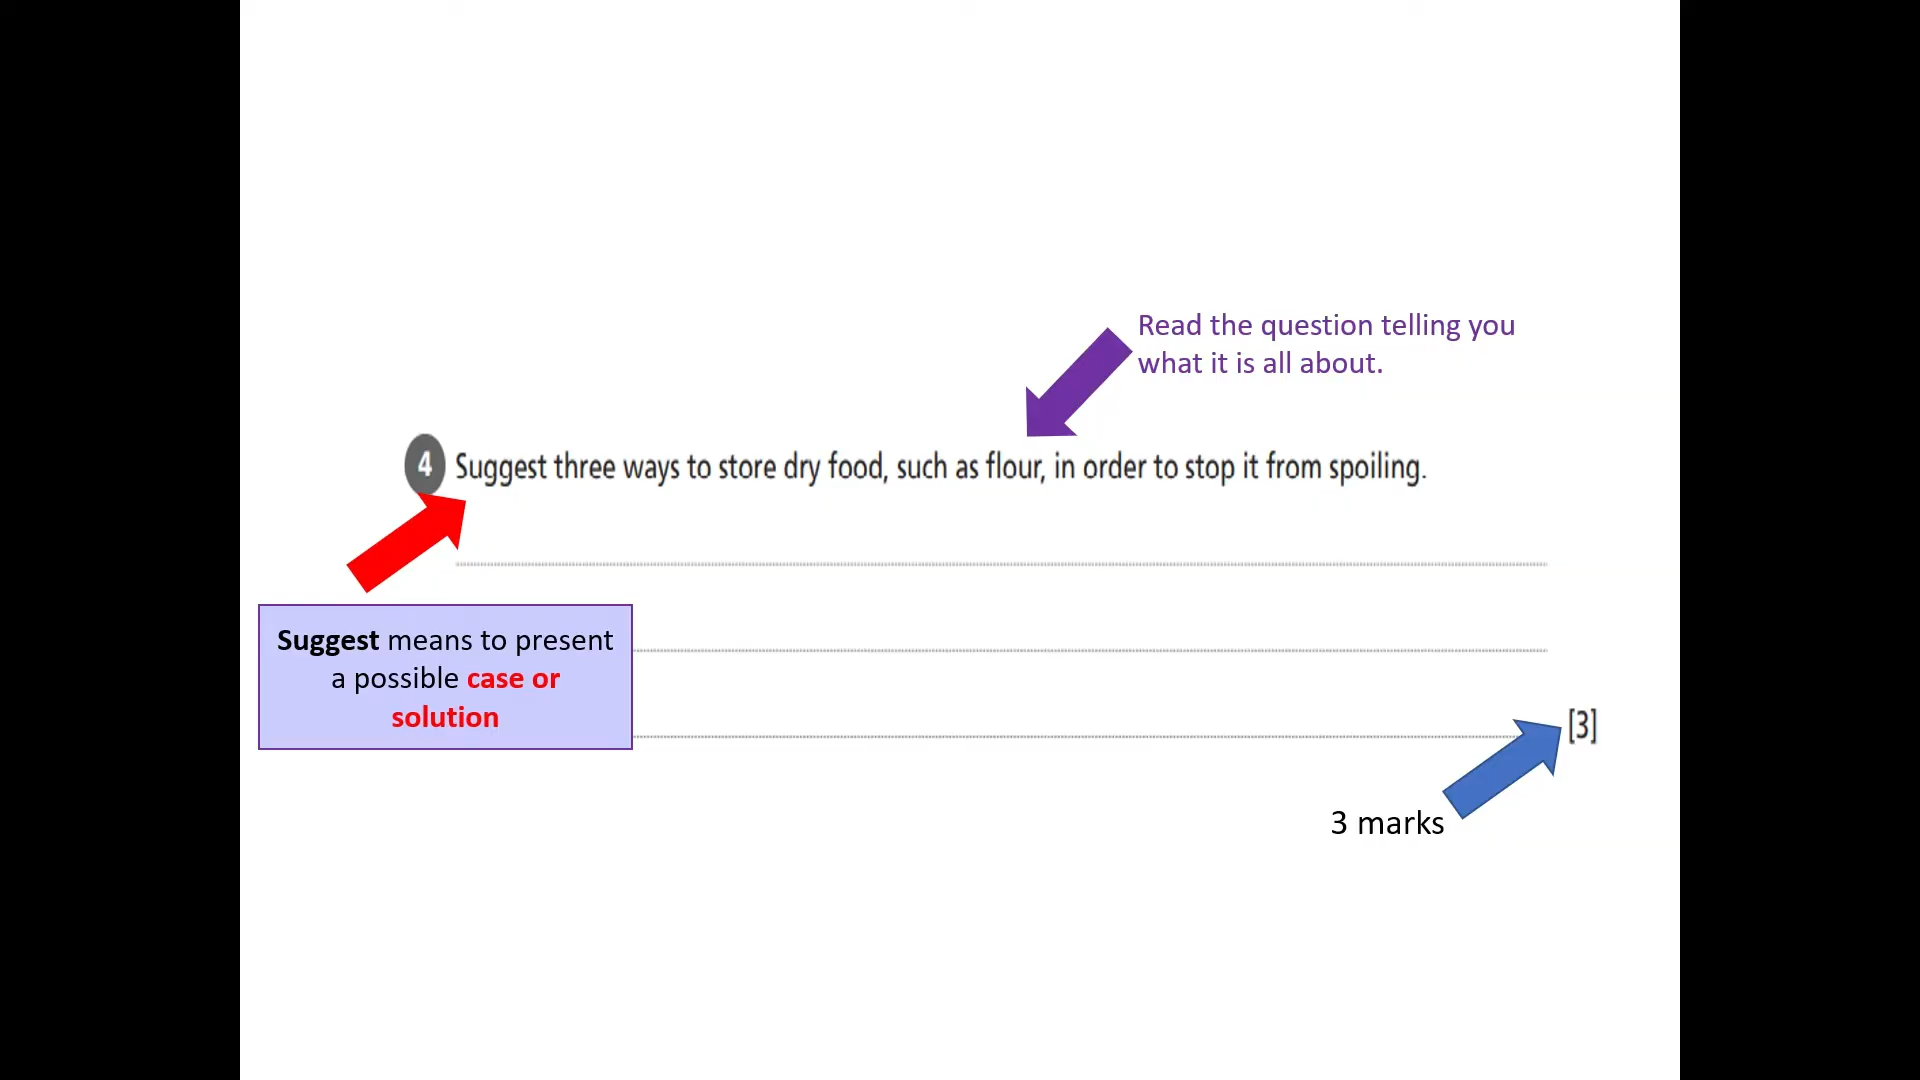 Read the question telling you
what it is all about.
4 Suggest three ways to store dry food, such as flour, in order to stop it from spoiling.
Suggest means to present
a possible case or
solution
[3]
3 marks